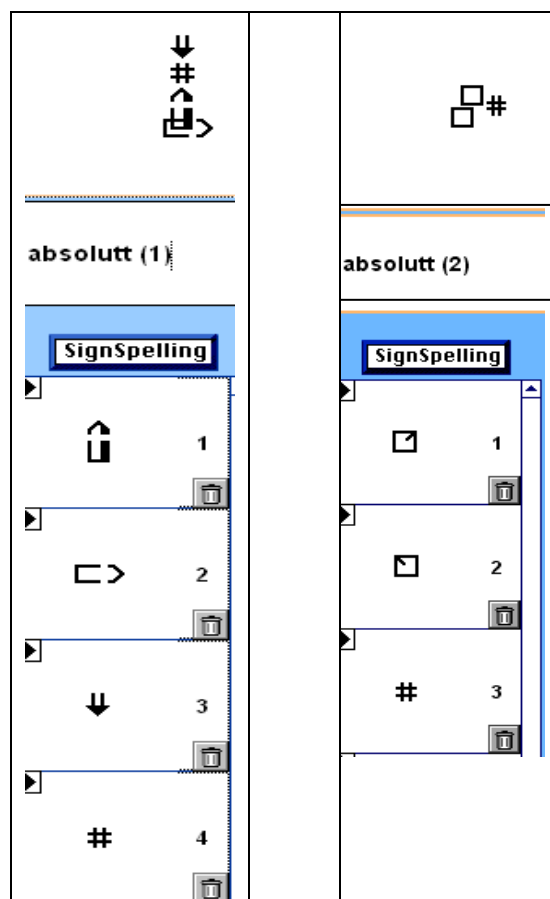 absolutt (1)
SignSpelling
1
2
3
#
4
#
absolutt (2)
SignSpelling
1
2
#
3